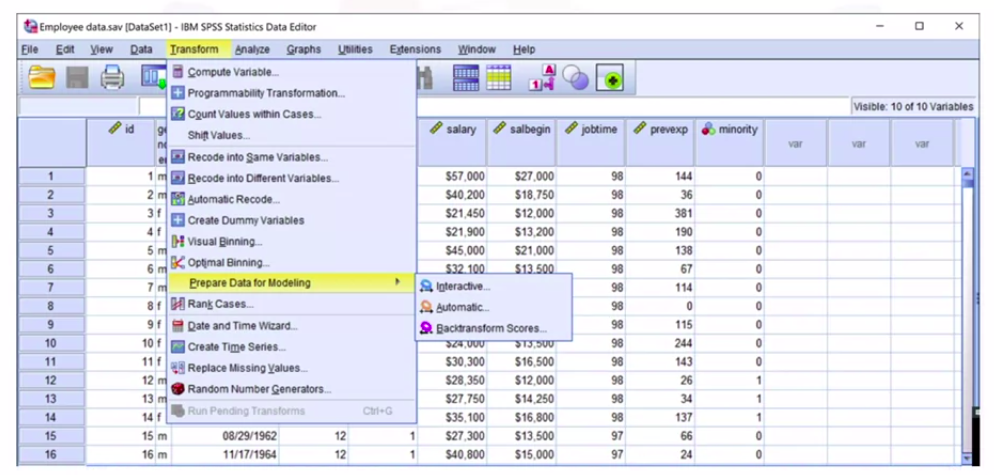 Employee data.sav [DataSet1] - IBM SPSS Statistics Data Editor
File Edit View Data Transform Analyze Graphs Utilities Extensions Window Help
Visible: 10 of 10 Variables
Compute Variable...
Programmability Transformation...
Count Values within Cases...
Shift Values...
Recode into Same Variables...
Recode into Different Variables...
Automatic Recode...
Create Dummy Variables
Visual Binning...
Optimal Binning...
Prepare Data for Modeling
Rank Cases...
Date and Time Wizard...
Create Time Series...
Replace Missing Values...
Random Number Generators...
Run Pending Transforms Ctrl+G
Interactive...
Automatic...
Backtransform Scores...
id salary salbegin jobtime prevexp minority var var var
1 1 m $57,000 $27,000 98 144 0
2 2 m $40,200 $18,750 98 36 0
3 3 f $21,450 $12,000 98 381 0
4 4 f $21,900 $13,200 98 190 0
5 5 m $45,000 $21,000 98 138 0
6 6 m $32,100 $13,500 98 67 0
7 7 m 98 114 0
8 8 f 98 0 0
9 9 f 98 115 0
10 10 f $24,000 $13,500 98 244 0
11 11 f $30,300 $16,500 98 143 0
12 12 m $28,350 $12,000 98 26 1
13 13 m $27,750 $14,250 98 34 1
14 14 f $35,100 $16,800 98 137 1
15 15 m 08/29/1962 12 1 $27,300 $13,500 97 66 0
16 16 m 11/17/1964 12 1 $40,800 $15,000 97 24 0